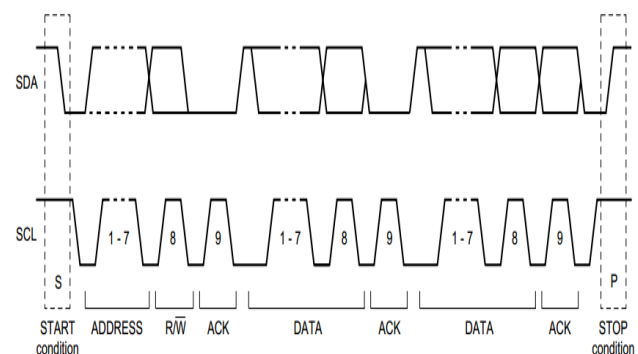 SDA
SCL
1 - 7 8 9 1 - 7 8 9 1 - 7 8 9
S P
START ADDRESS R/W̅ ACK DATA ACK DATA ACK STOP
condition condition